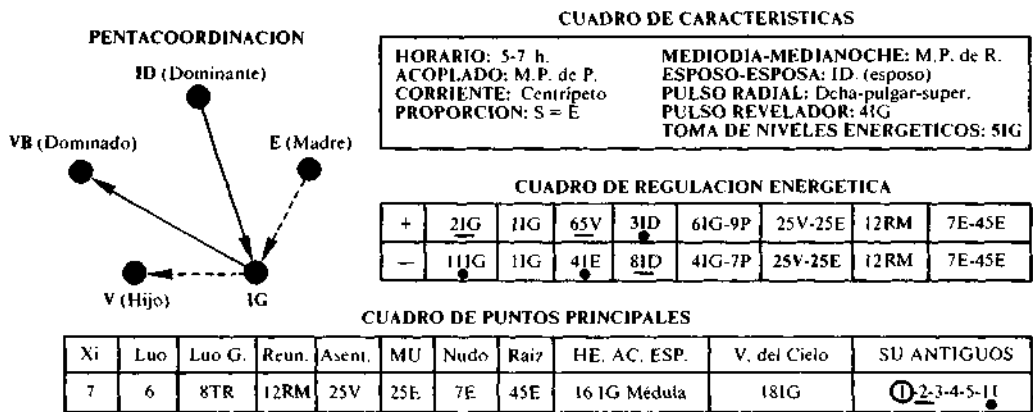 PENTACOORDINACION
ID (Dominante)
VB (Dominado)
E (Madre)
V (Hijo)
IG
CUADRO DE CARACTERISTICAS
HORARIO: 5-7 h.
ACOPLADO: M.P. de P.
CORRIENTE: Centrípeto
PROPORCION: S = E
MEDIODIA-MEDIANOCHE: M.P. de R.
ESPOSO-ESPOSA: ID. (esposo)
PULSO RADIAL: Dcha-pulgar-super.
PULSO REVELADOR: 4IG
TOMA DE NIVELES ENERGETICOS: 5IG
CUADRO DE REGULACION ENERGETICA
+ 2IG 1IG 65V 3ID 6IG-9P 25V-25E 12RM 7E-45E
— 11IG 1IG 41E 8ID 4IG-7P 25V-25E 12RM 7E-45E
CUADRO DE PUNTOS PRINCIPALES
Xi Luo Luo G. Reun. Asent. MU Nudo Raiz HE. AC. ESP. V. del Cielo SU ANTIGUOS
7 6 8TR 12RM 25V 25E 7E 45E 16 IG Médula 18IG 1-2-3-4-5-11